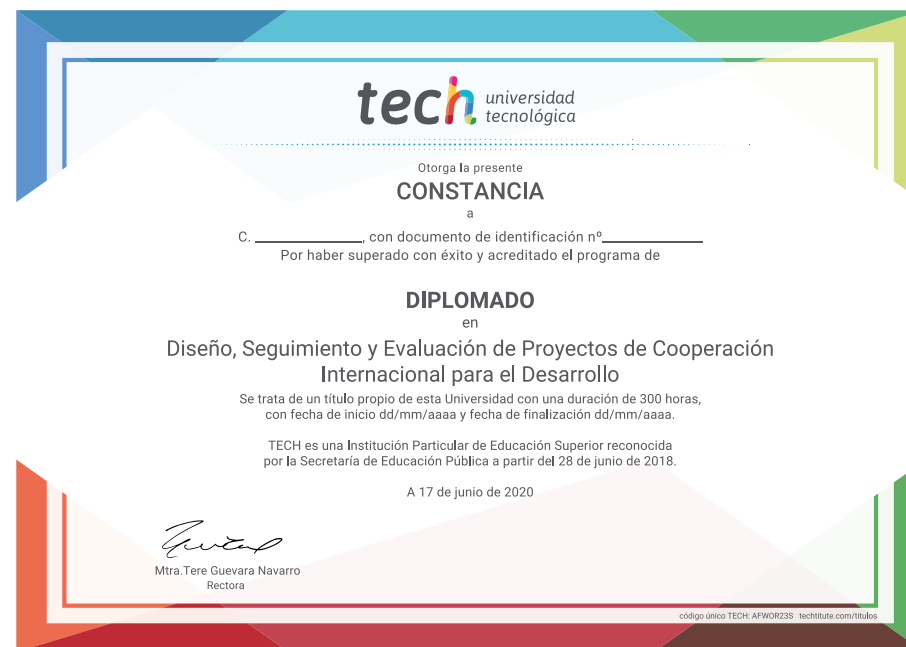 tech universidad
tecnológica
Otorga la presente
CONSTANCIA
a
C. ____________, con documento de identificación nº____________
Por haber superado con éxito y acreditado el programa de
DIPLOMADO
en
Diseño, Seguimiento y Evaluación de Proyectos de Cooperación
Internacional para el Desarrollo
Se trata de un título propio de esta Universidad con una duración de 300 horas,
con fecha de inicio dd/mm/aaaa y fecha de finalización dd/mm/aaaa.
TECH es una Institución Particular de Educación Superior reconocida
por la Secretaría de Educación Pública a partir del 28 de junio de 2018.
A 17 de junio de 2020
Mtra.Tere Guevara Navarro
Rectora
código único TECH: AFWOR23S techtitute.com/titulos